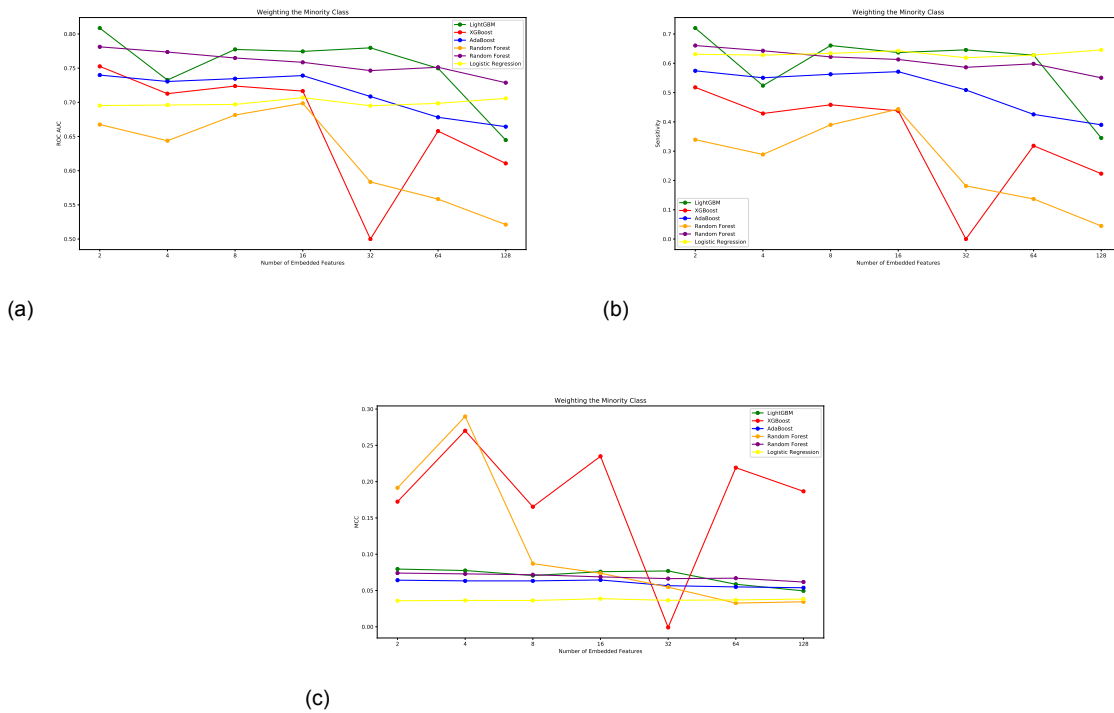 Weighting the Minority Class
LightGBM
XGBoost
AdaBoost
Random Forest
Random Forest
Logistic Regression
0.80
0.75
0.70
0.65
0.60
0.55
0.50
ROC AUC
2 4 8 16 32 64 128
Number of Embedded Features
(a)
Weighting the Minority Class
0.7
0.6
0.5
0.4
0.3
0.2
0.1
0.0
Sensitivity
LightGBM
XGBoost
AdaBoost
Random Forest
Random Forest
Logistic Regression
2 4 8 16 32 64 128
Number of Embedded Features
(b)
Weighting the Minority Class
LightGBM
XGBoost
AdaBoost
Random Forest
Random Forest
Logistic Regression
0.30
0.25
0.20
0.15
0.10
0.05
0.00
MCC
2 4 8 16 32 64 128
Number of Embedded Features
(c)